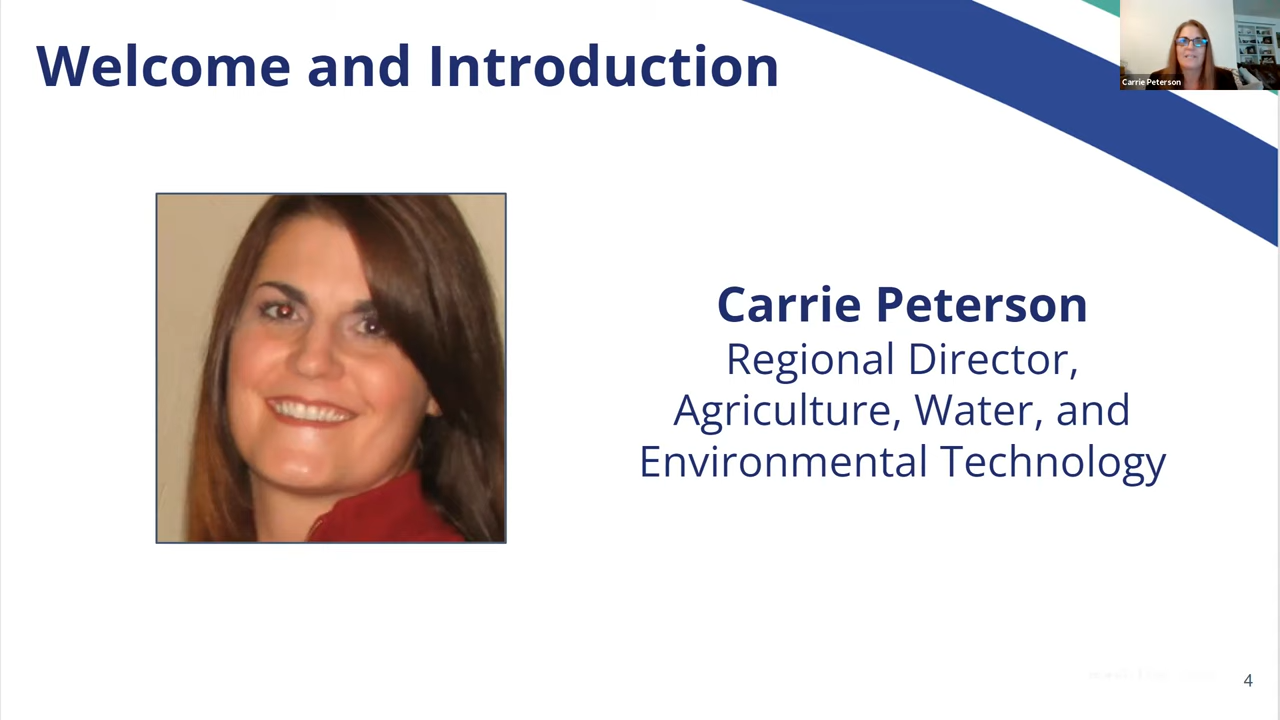 Welcome and Introduction
Carrie Peterson
Carrie Peterson
Regional Director,
Agriculture, Water, and
Environmental Technology
4